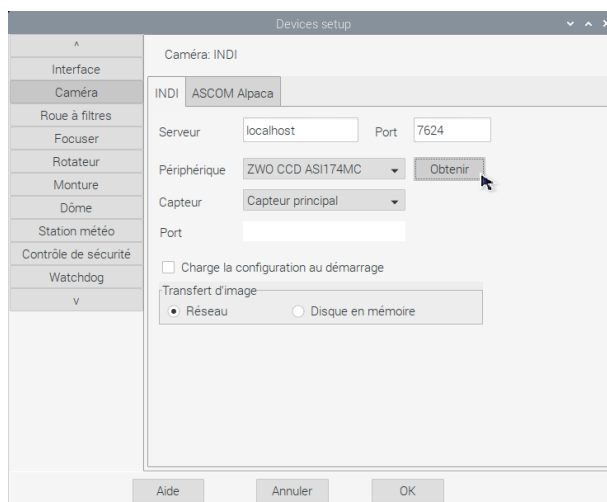 Devices setup
^
Interface
Caméra
Roue à filtres
Focuser
Rotateur
Monture
Dôme
Station météo
Contrôle de sécurité
Watchdog
v
Caméra: INDI
INDI ASCOM Alpaca
Serveur localhost Port 7624
Périphérique ZWO CCD ASI174MC Obtenir
Capteur Capteur principal
Port
Charge la configuration au démarrage
Transfert d'image
Réseau Disque en mémoire
Aide Annuler OK